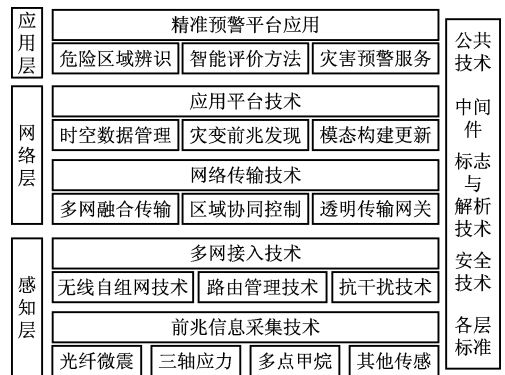 应
用
层
精准预警平台应用
危险区域辨识 智能评价方法 灾害预警服务
网
络
层
应用平台技术
时空数据管理 灾变前兆发现 模态构建更新
网络传输技术
多网融合传输 区域协同控制 透明传输网关
感
知
层
多网接入技术
无线自组网技术 路由管理技术 抗干扰技术
前兆信息采集技术
光纤微震 三轴应力 多点甲烷 其他传感
公共
技术
中间
件
标志
与
解析
技术
安全
技术
各层
标准